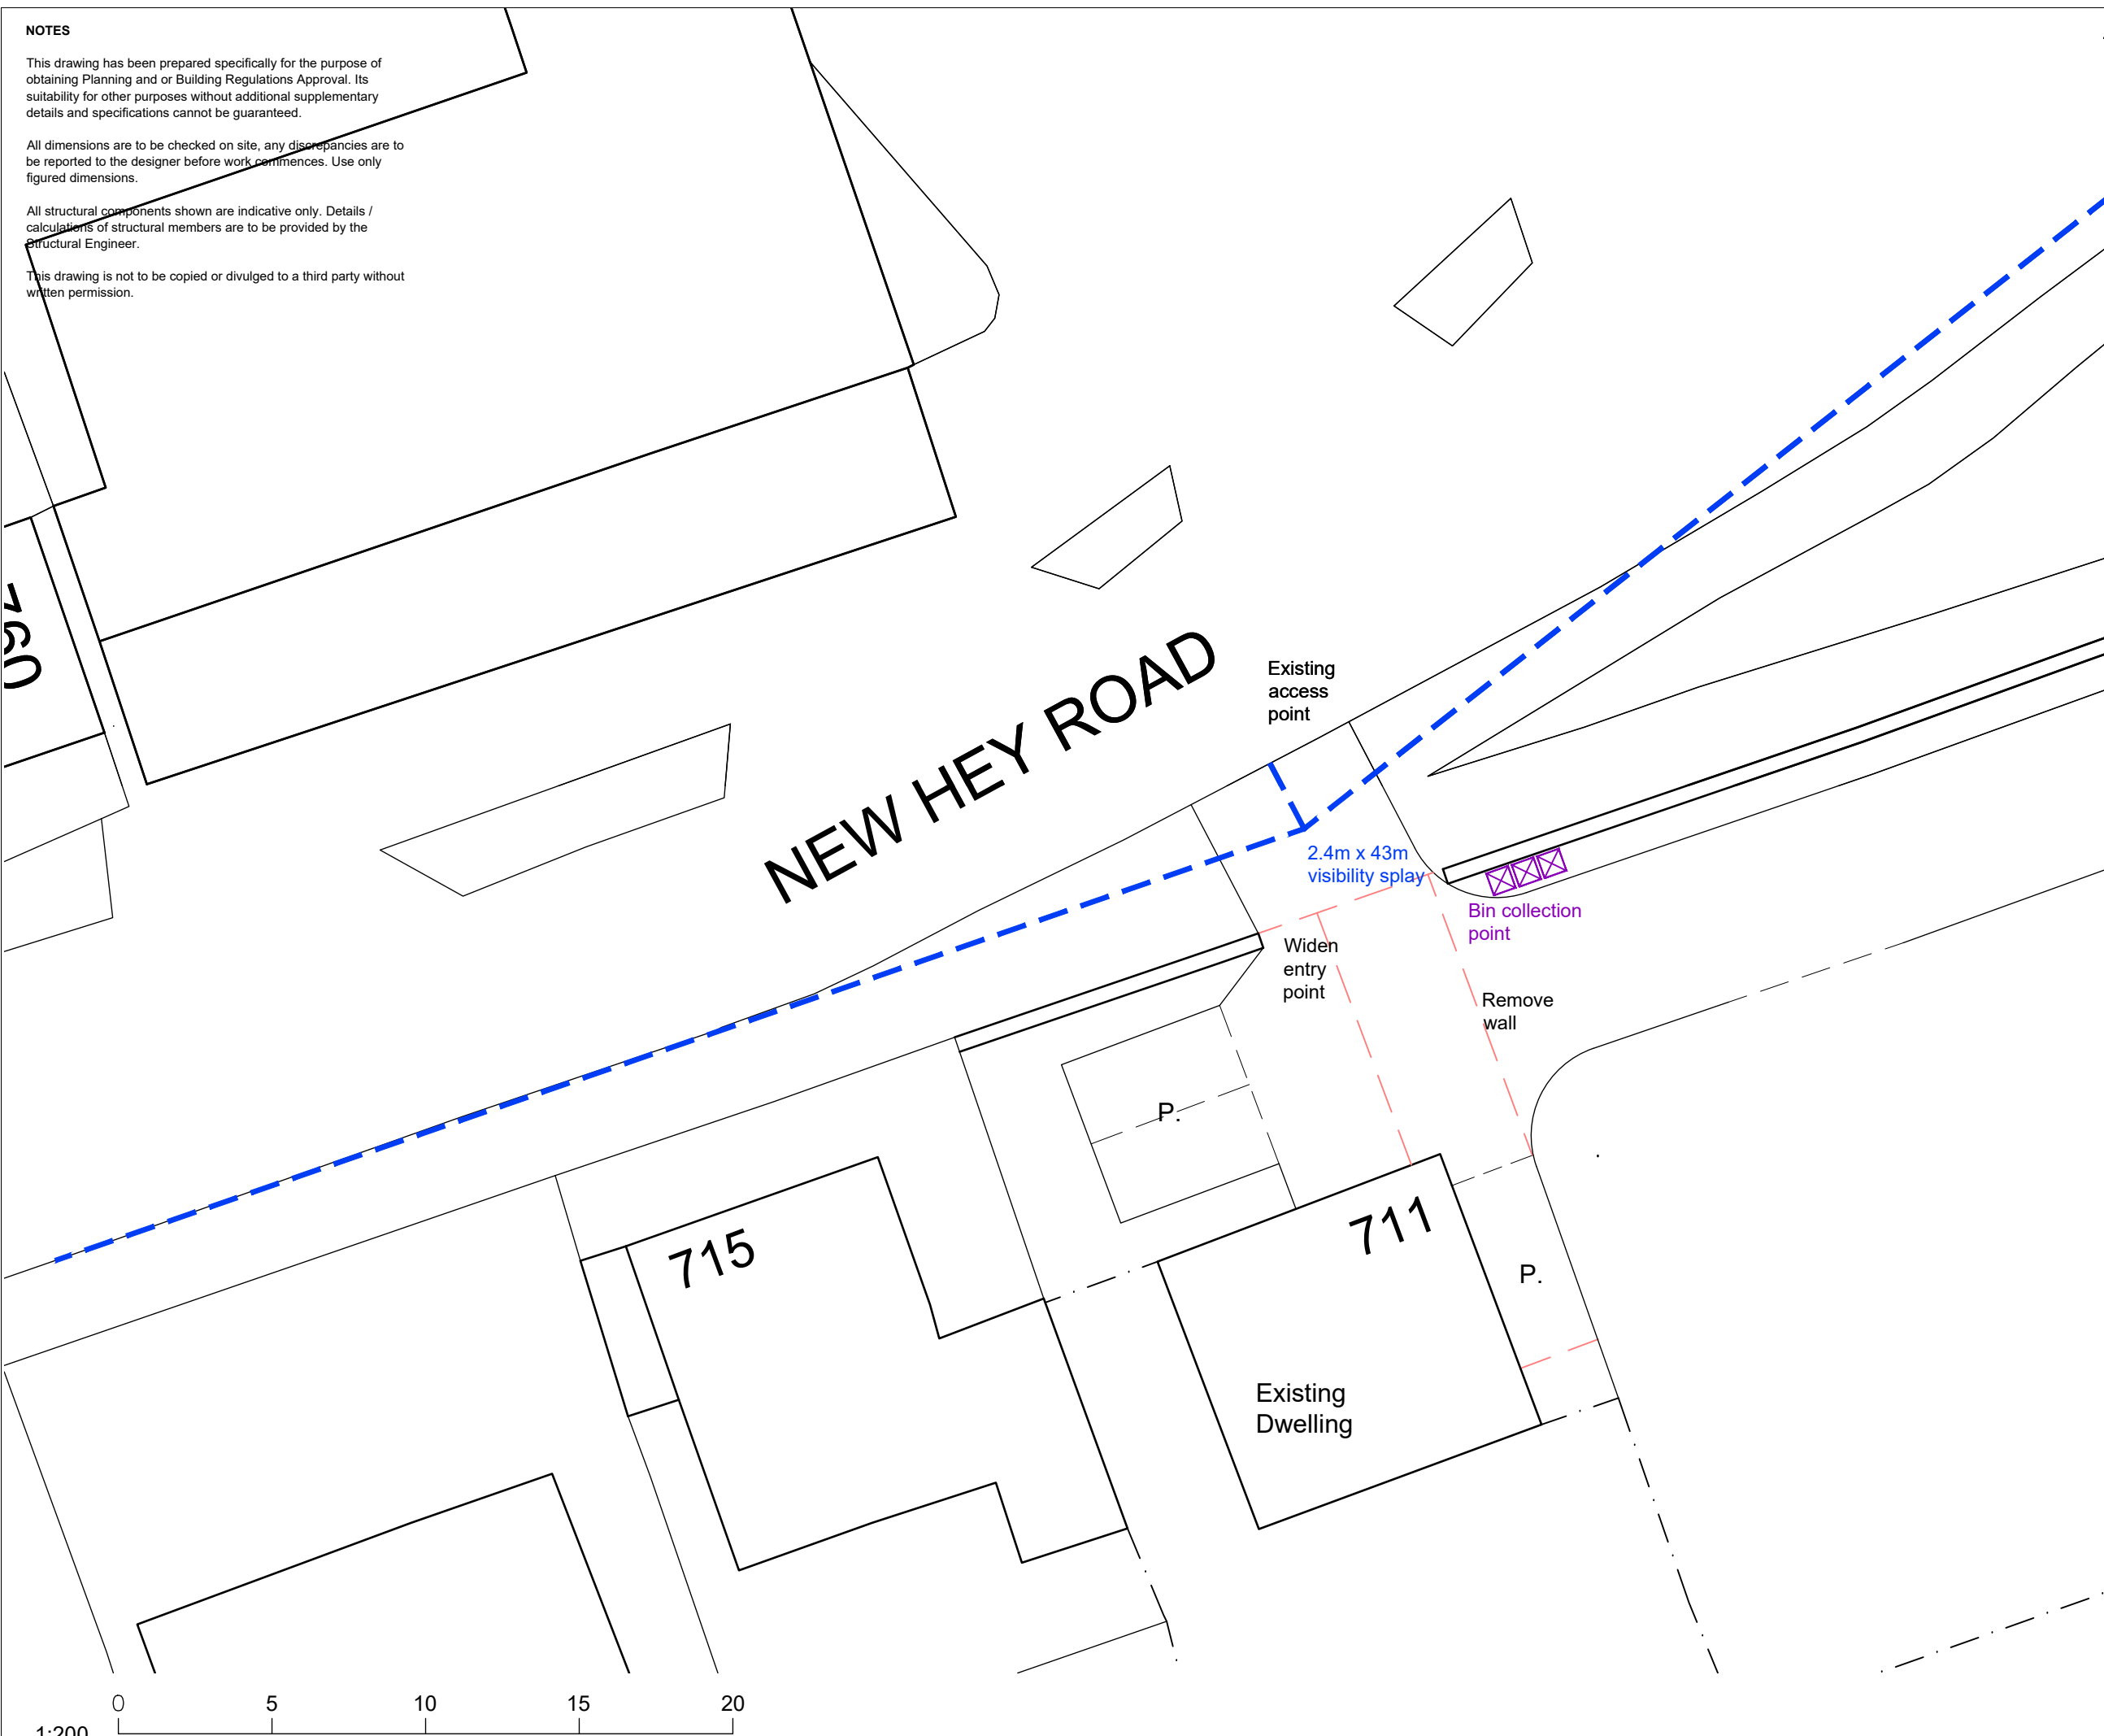 NOTES
This drawing has been prepared specifically for the purpose of
obtaining Planning and or Building Regulations Approval. Its
suitability for other purposes without additional supplementary
details and specifications cannot be guaranteed.
All dimensions are to be checked on site, any discrepancies are to
be reported to the designer before work commences. Use only
figured dimensions.
All structural components shown are indicative only. Details /
calculations of structural members are to be provided by the
Structural Engineer.
This drawing is not to be copied or divulged to a third party without
written permission.
NEW HEY ROAD
Existing
access
point
2.4m x 43m
visibility splay
Bin collection
point
Widen
entry
point
Remove
wall
P.
711
715
P.
Existing
Dwelling
0 5 10 15 20
1:200